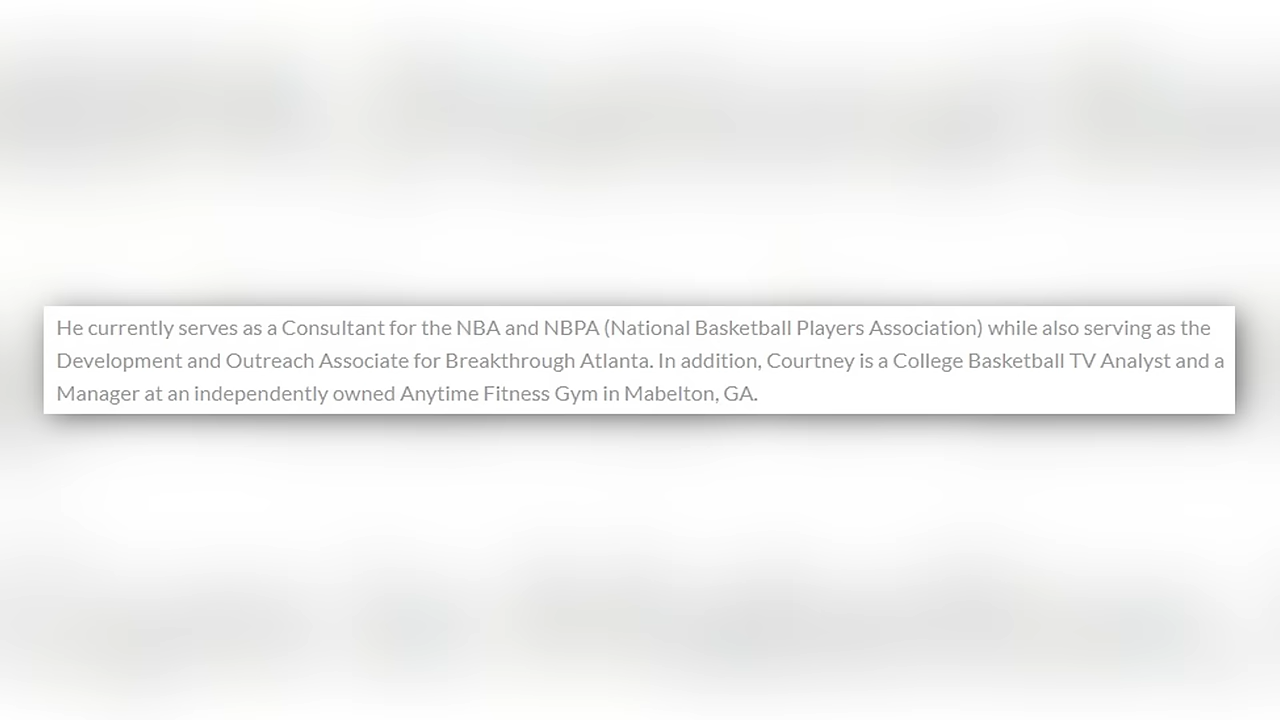 He currently serves as a Consultant for the NBA and NBPA (National Basketball Players Association) while also serving as the
Development and Outreach Associate for Breakthrough Atlanta. In addition, Courtney is a College Basketball TV Analyst and a
Manager at an independently owned Anytime Fitness Gym in Mabelton, GA.